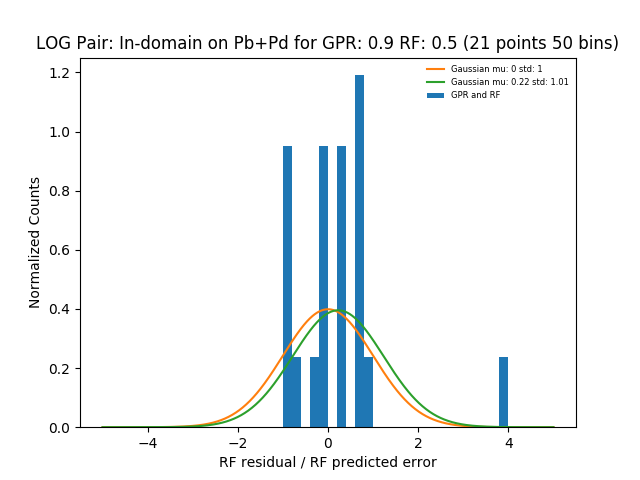 LOG Pair: In-domain on Pb+Pd for GPR: 0.9 RF: 0.5 (21 points 50 bins)
Gaussian mu: 0 std: 1
Gaussian mu: 0.22 std: 1.01
GPR and RF
Normalized Counts
1.2
1.0
0.8
0.6
0.4
0.2
0.0
−4 −2 0 2 4
RF residual / RF predicted error